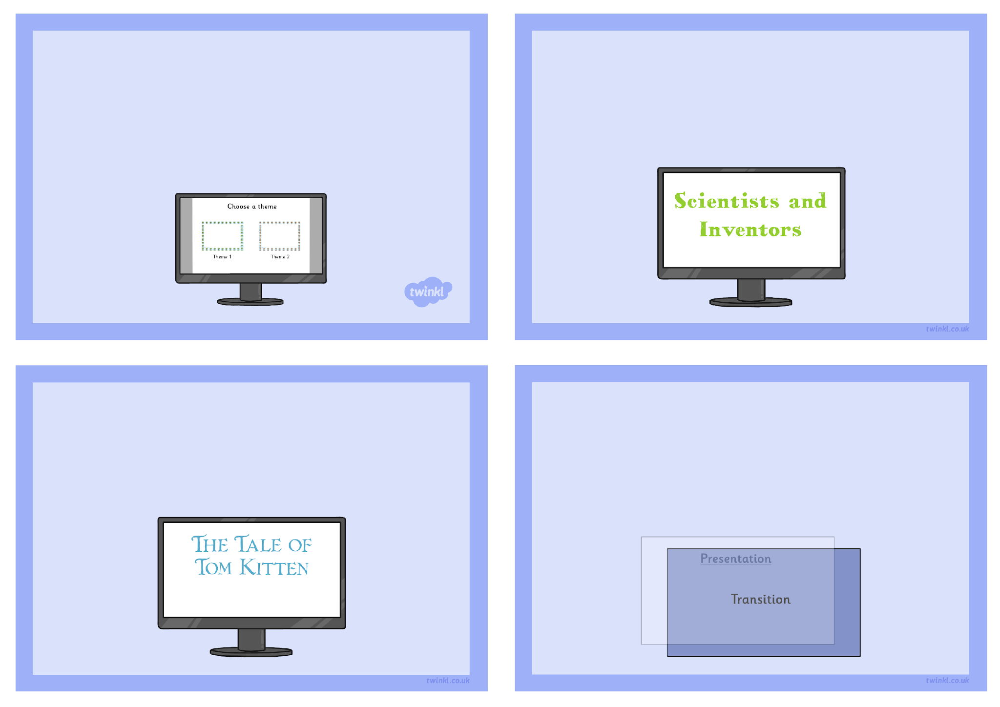 Choose a theme
Theme 1
Theme 2
twinkl
Scientists and
Inventors
twinkl.co.uk
The Tale of
Tom Kitten
twinkl.co.uk
Presentation
Transition
twinkl.co.uk